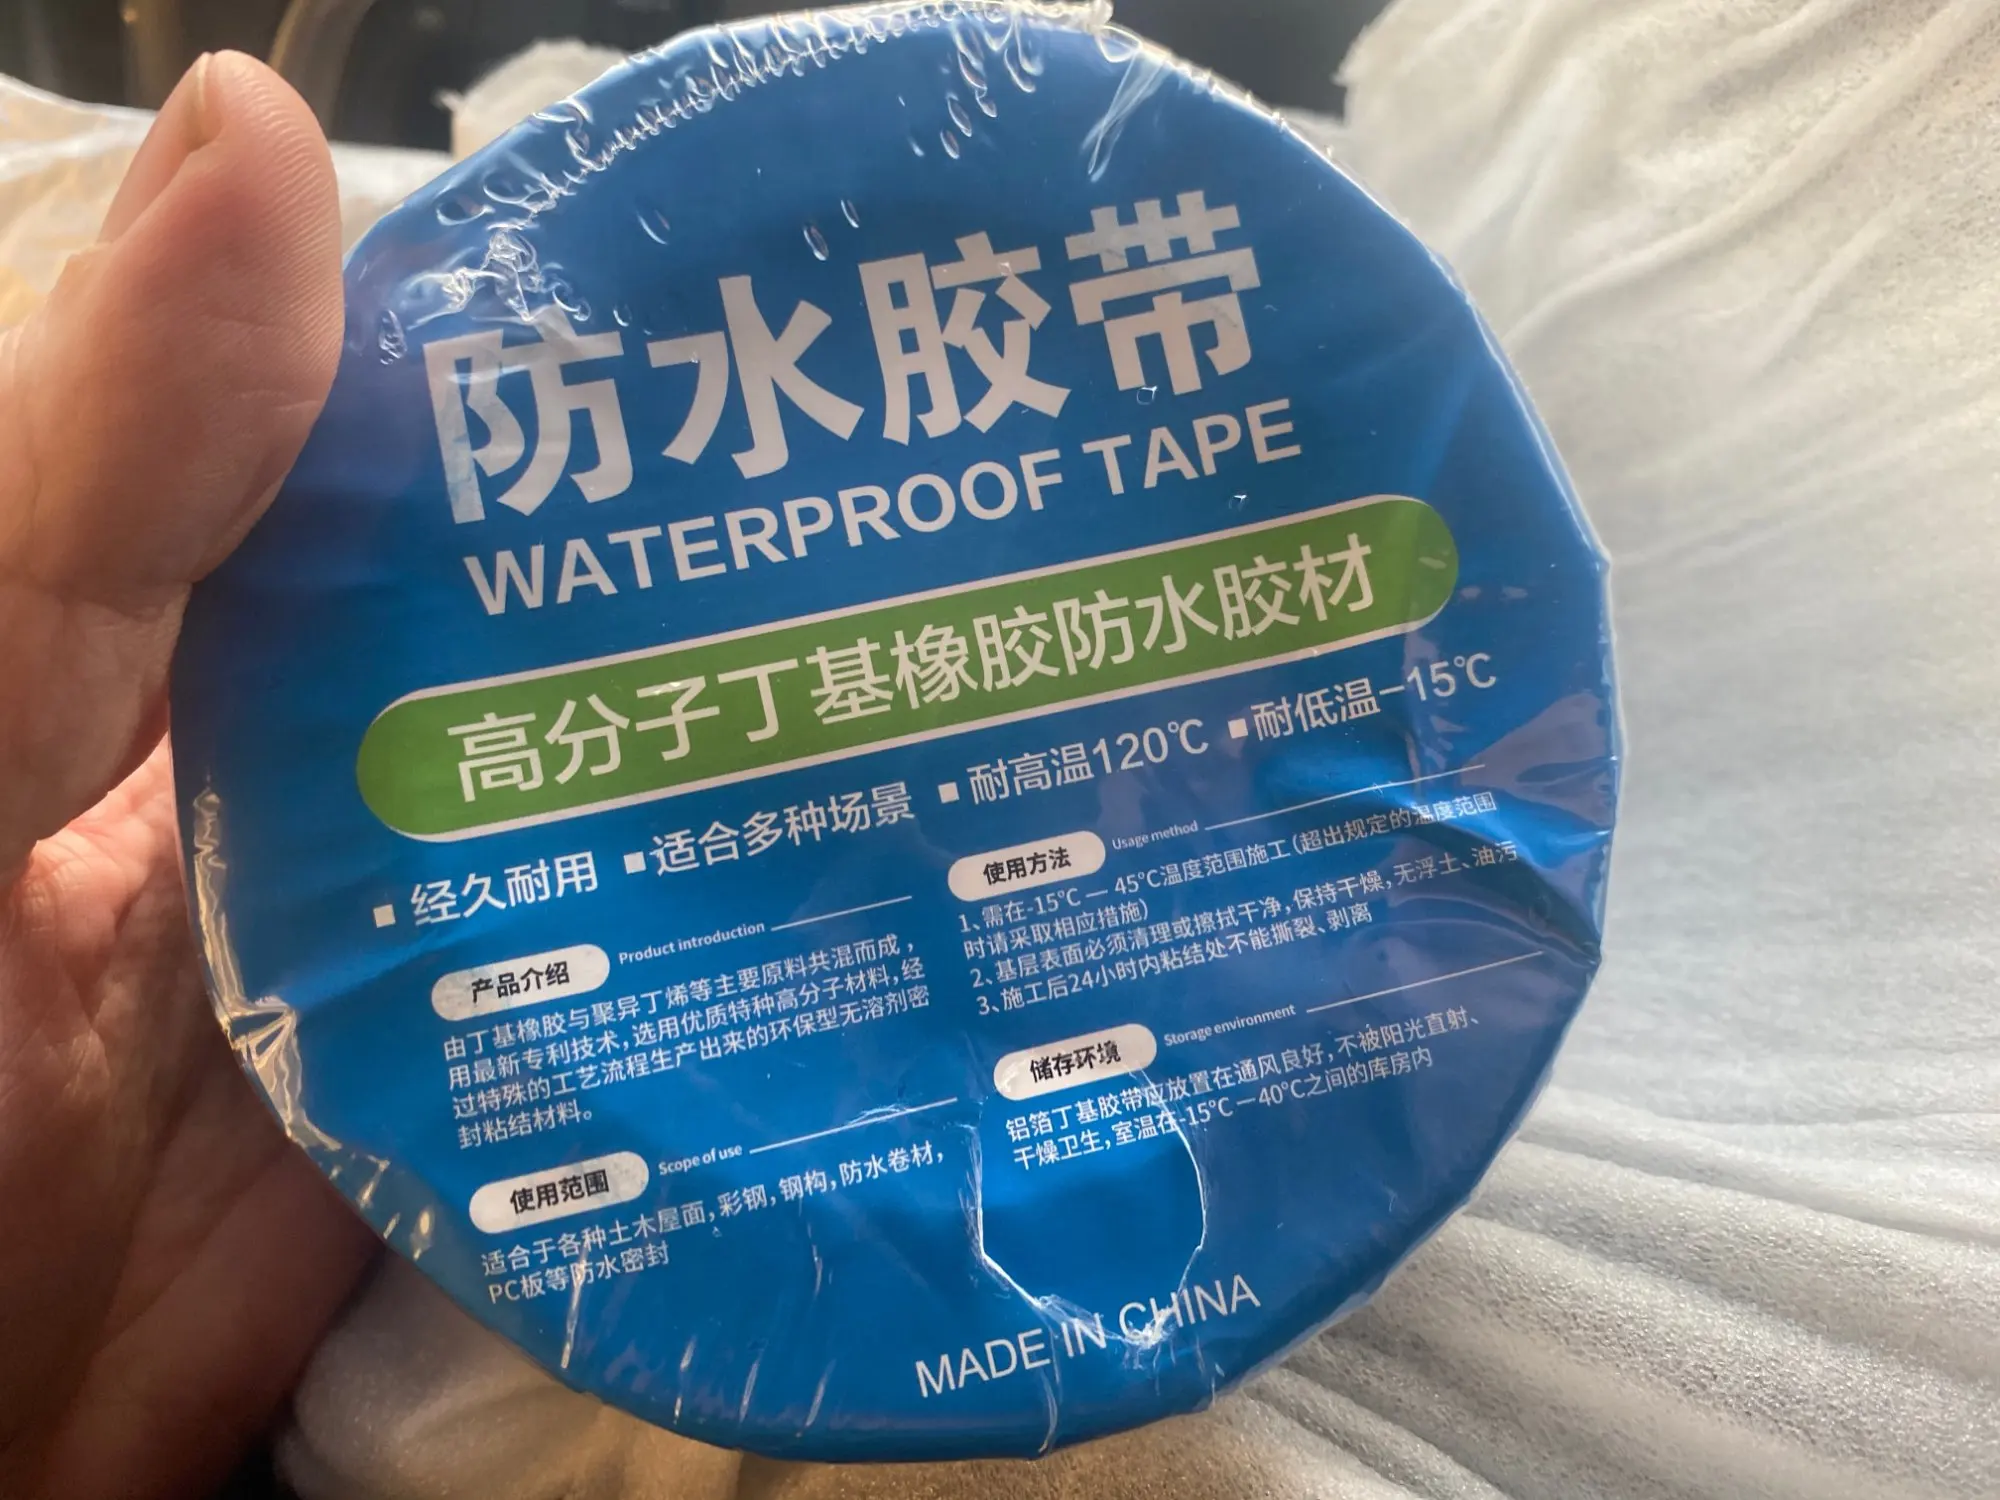 防水胶带
WATERPROOF TAPE
高分子丁基橡胶防水胶材
▪ 经久耐用 ▪ 适合多种场景 ▪ 耐高温120℃ ▪ 耐低温-15℃
产品介绍 Product introduction
由丁基橡胶与聚异丁烯等主要原料共混而成，
用最新专利技术，选用优质特种高分子材料，经
过特殊的工艺流程生产出来的环保型无溶剂密
封粘结材料。
使用范围 Scope of use
适合于各种土木屋面，彩钢，钢构，防水卷材，
PC板等防水密封
使用方法 Usage method
1、需在-15℃ — 45℃温度范围施工（超出规定的温度范围
时请采取相应措施）
2、基层表面必须清理或擦拭干净，保持干燥，无浮土、油污
3、施工后24小时内粘结处不能撕裂、剥离
储存环境 Storage environment
铝箔丁基胶带应放置在通风良好，不被阳光直射、
干燥卫生，室温在-15℃ —40℃之间的库房内
MADE IN CHINA